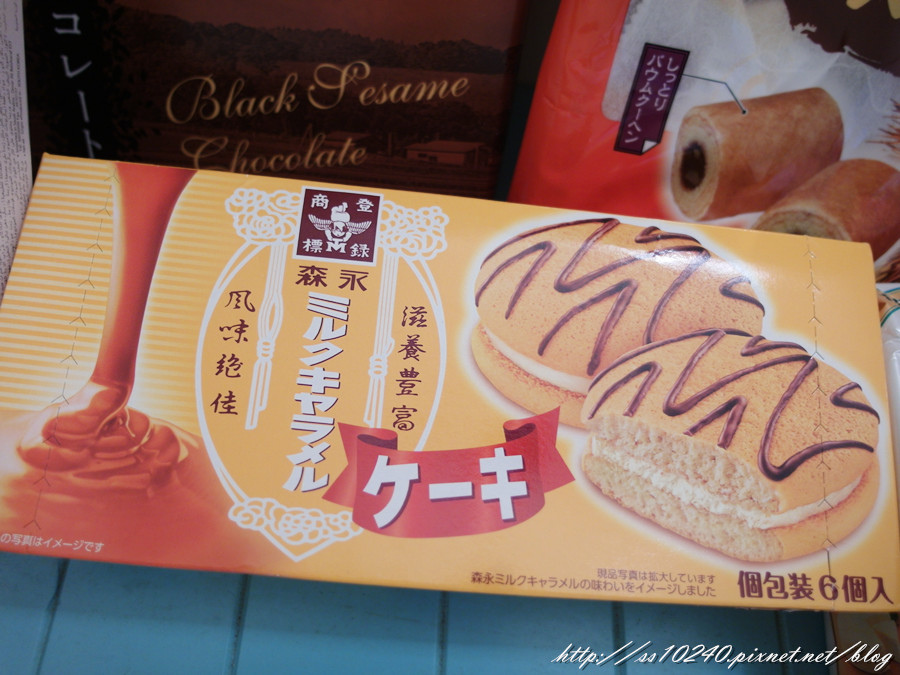 コレート
Black Sesame
Chocolate
しっとり
バウムクーヘン
登録
商標
森永
ミルクキャラメル
滋養豊富
風味絶佳
ケーキ
の写真はイメージです
現品写真は拡大しています
森永ミルクキャラメルの味わいをイメージしました
個包装6個入
http://ss10240.pixnet.net/blog